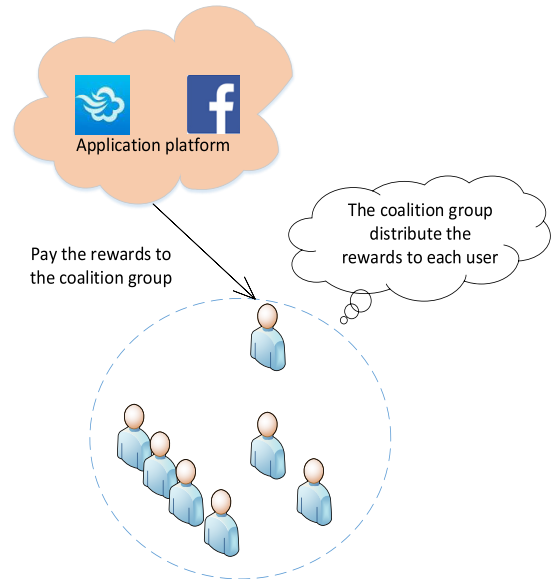 Application platform
The coalition group
distribute the
rewards to each user
Pay the rewards to
the coalition group